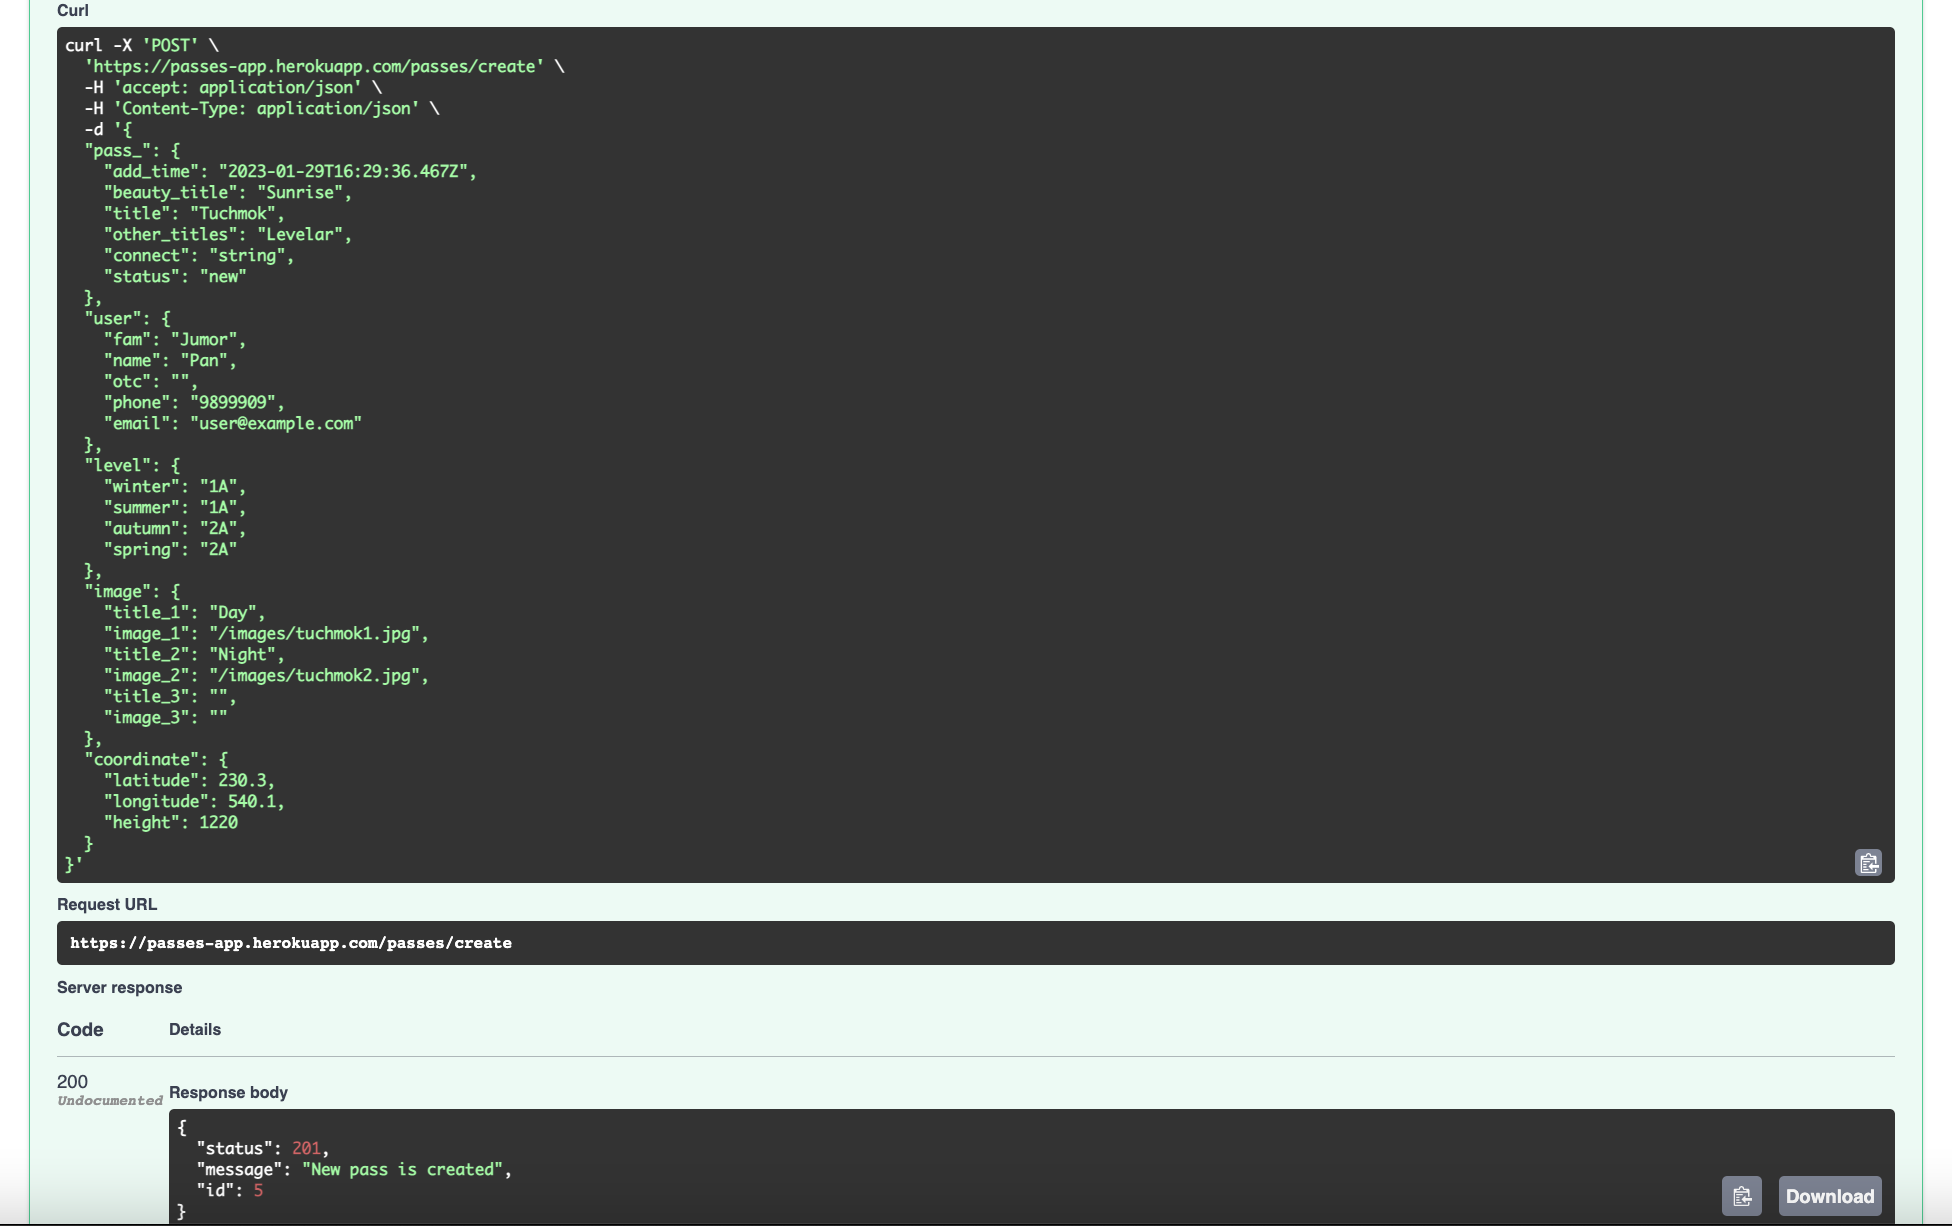 Curl
curl -X 'POST' \
  'https://passes-app.herokuapp.com/passes/create' \
  -H 'accept: application/json' \
  -H 'Content-Type: application/json' \
  -d '{
  "pass_": {
    "add_time": "2023-01-29T16:29:36.467Z",
    "beauty_title": "Sunrise",
    "title": "Tuchmok",
    "other_titles": "Levelar",
    "connect": "string",
    "status": "new"
  },
  "user": {
    "fam": "Jumor",
    "name": "Pan",
    "otc": "",
    "phone": "9899909",
    "email": "user@example.com"
  },
  "level": {
    "winter": "1A",
    "summer": "1A",
    "autumn": "2A",
    "spring": "2A"
  },
  "image": {
    "title_1": "Day",
    "image_1": "/images/tuchmok1.jpg",
    "title_2": "Night",
    "image_2": "/images/tuchmok2.jpg",
    "title_3": "",
    "image_3": ""
  },
  "coordinate": {
    "latitude": 230.3,
    "longitude": 540.1,
    "height": 1220
  }
}'
Request URL
https://passes-app.herokuapp.com/passes/create
Server response
Code Details
200
Undocumented
Response body
{
  "status": 201,
  "message": "New pass is created",
  "id": 5
}
Download